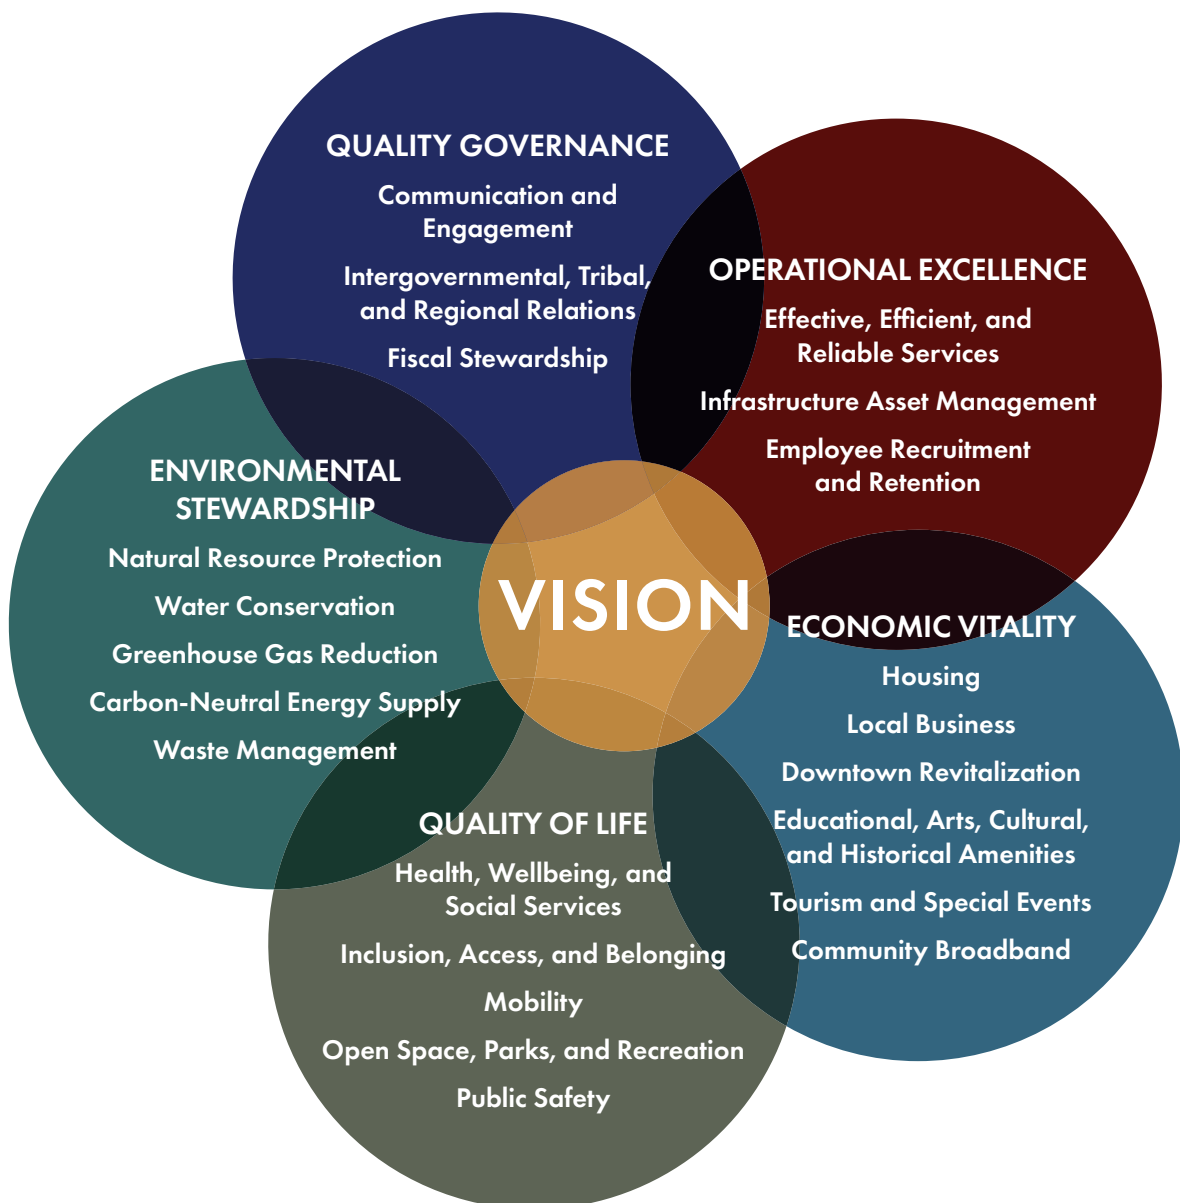 QUALITY GOVERNANCE
Communication and
Engagement
Intergovernmental, Tribal,
and Regional Relations
Fiscal Stewardship
OPERATIONAL EXCELLENCE
Effective, Efficient, and
Reliable Services
Infrastructure Asset Management
Employee Recruitment
and Retention
ENVIRONMENTAL
STEWARDSHIP
Natural Resource Protection
Water Conservation
Greenhouse Gas Reduction
Carbon-Neutral Energy Supply
Waste Management
VISION
ECONOMIC VITALITY
Housing
Local Business
Downtown Revitalization
Educational, Arts, Cultural,
and Historical Amenities
Tourism and Special Events
Community Broadband
QUALITY OF LIFE
Health, Wellbeing, and
Social Services
Inclusion, Access, and Belonging
Mobility
Open Space, Parks, and Recreation
Public Safety